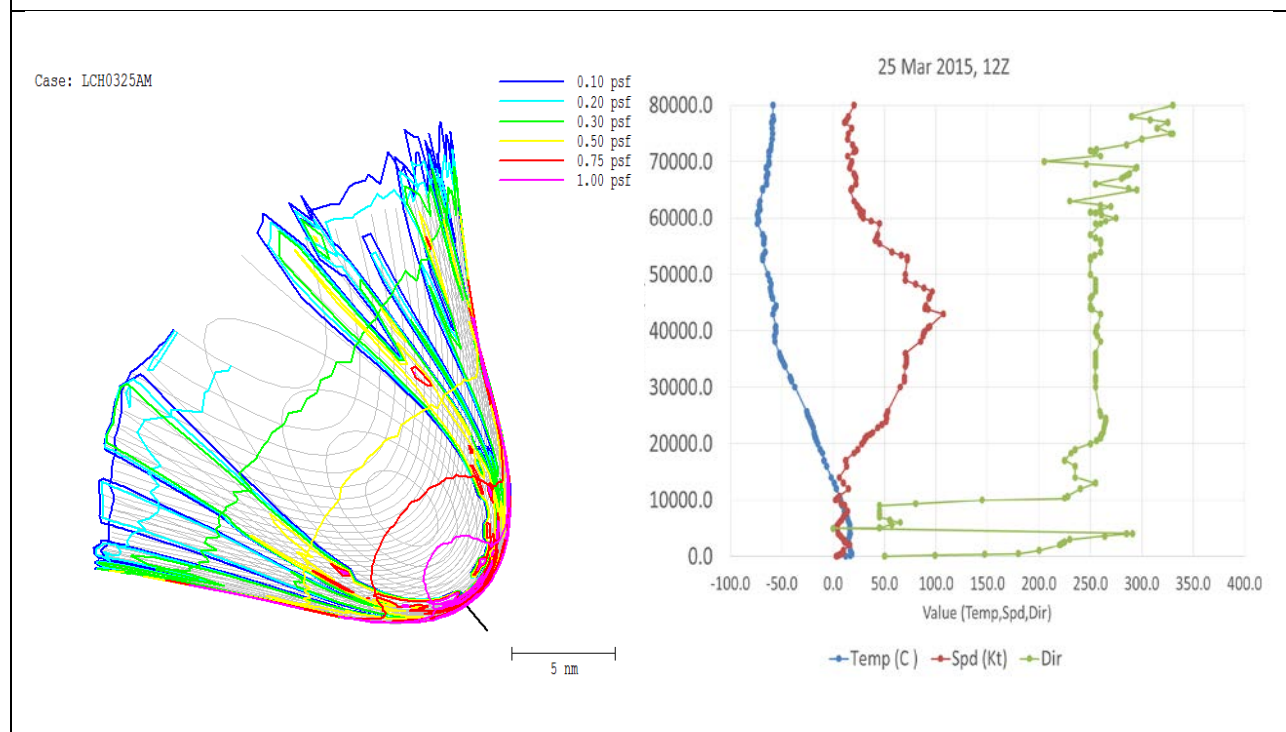 Case: LCH0325AM
0.10 psf
0.20 psf
0.30 psf
0.50 psf
0.75 psf
1.00 psf
5 nm
25 Mar 2015, 12Z
80000.0
70000.0
60000.0
50000.0
40000.0
30000.0
20000.0
10000.0
0.0
-100.0 -50.0 0.0 50.0 100.0 150.0 200.0 250.0 300.0 350.0 400.0
Value (Temp,Spd,Dir)
Temp (C ) Spd (Kt) Dir